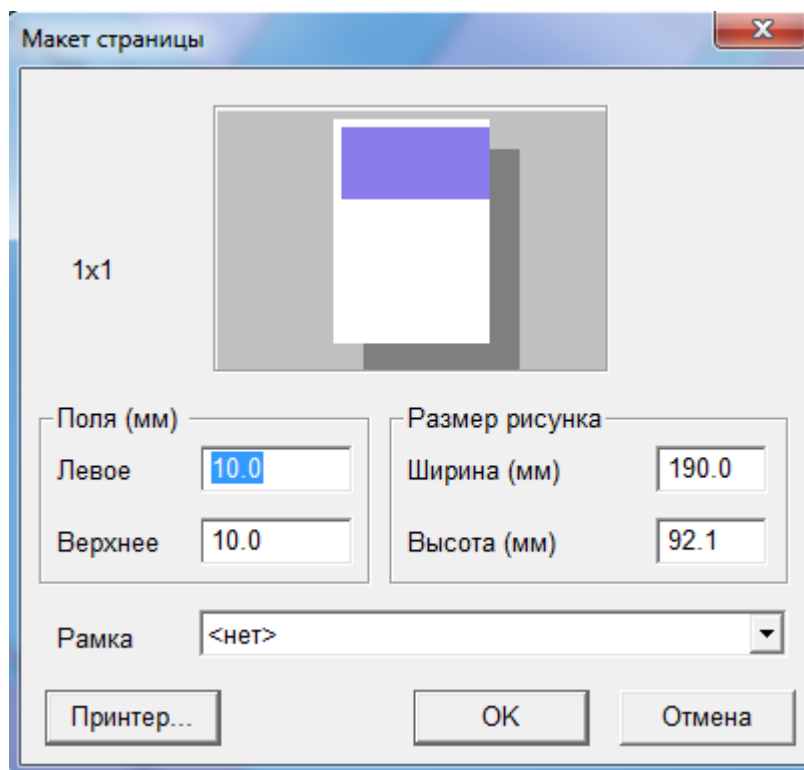 Макет страницы
1x1
Поля (мм)
Левое 10.0
Верхнее 10.0
Размер рисунка
Ширина (мм) 190.0
Высота (мм) 92.1
Рамка <нет>
Принтер... OK Отмена